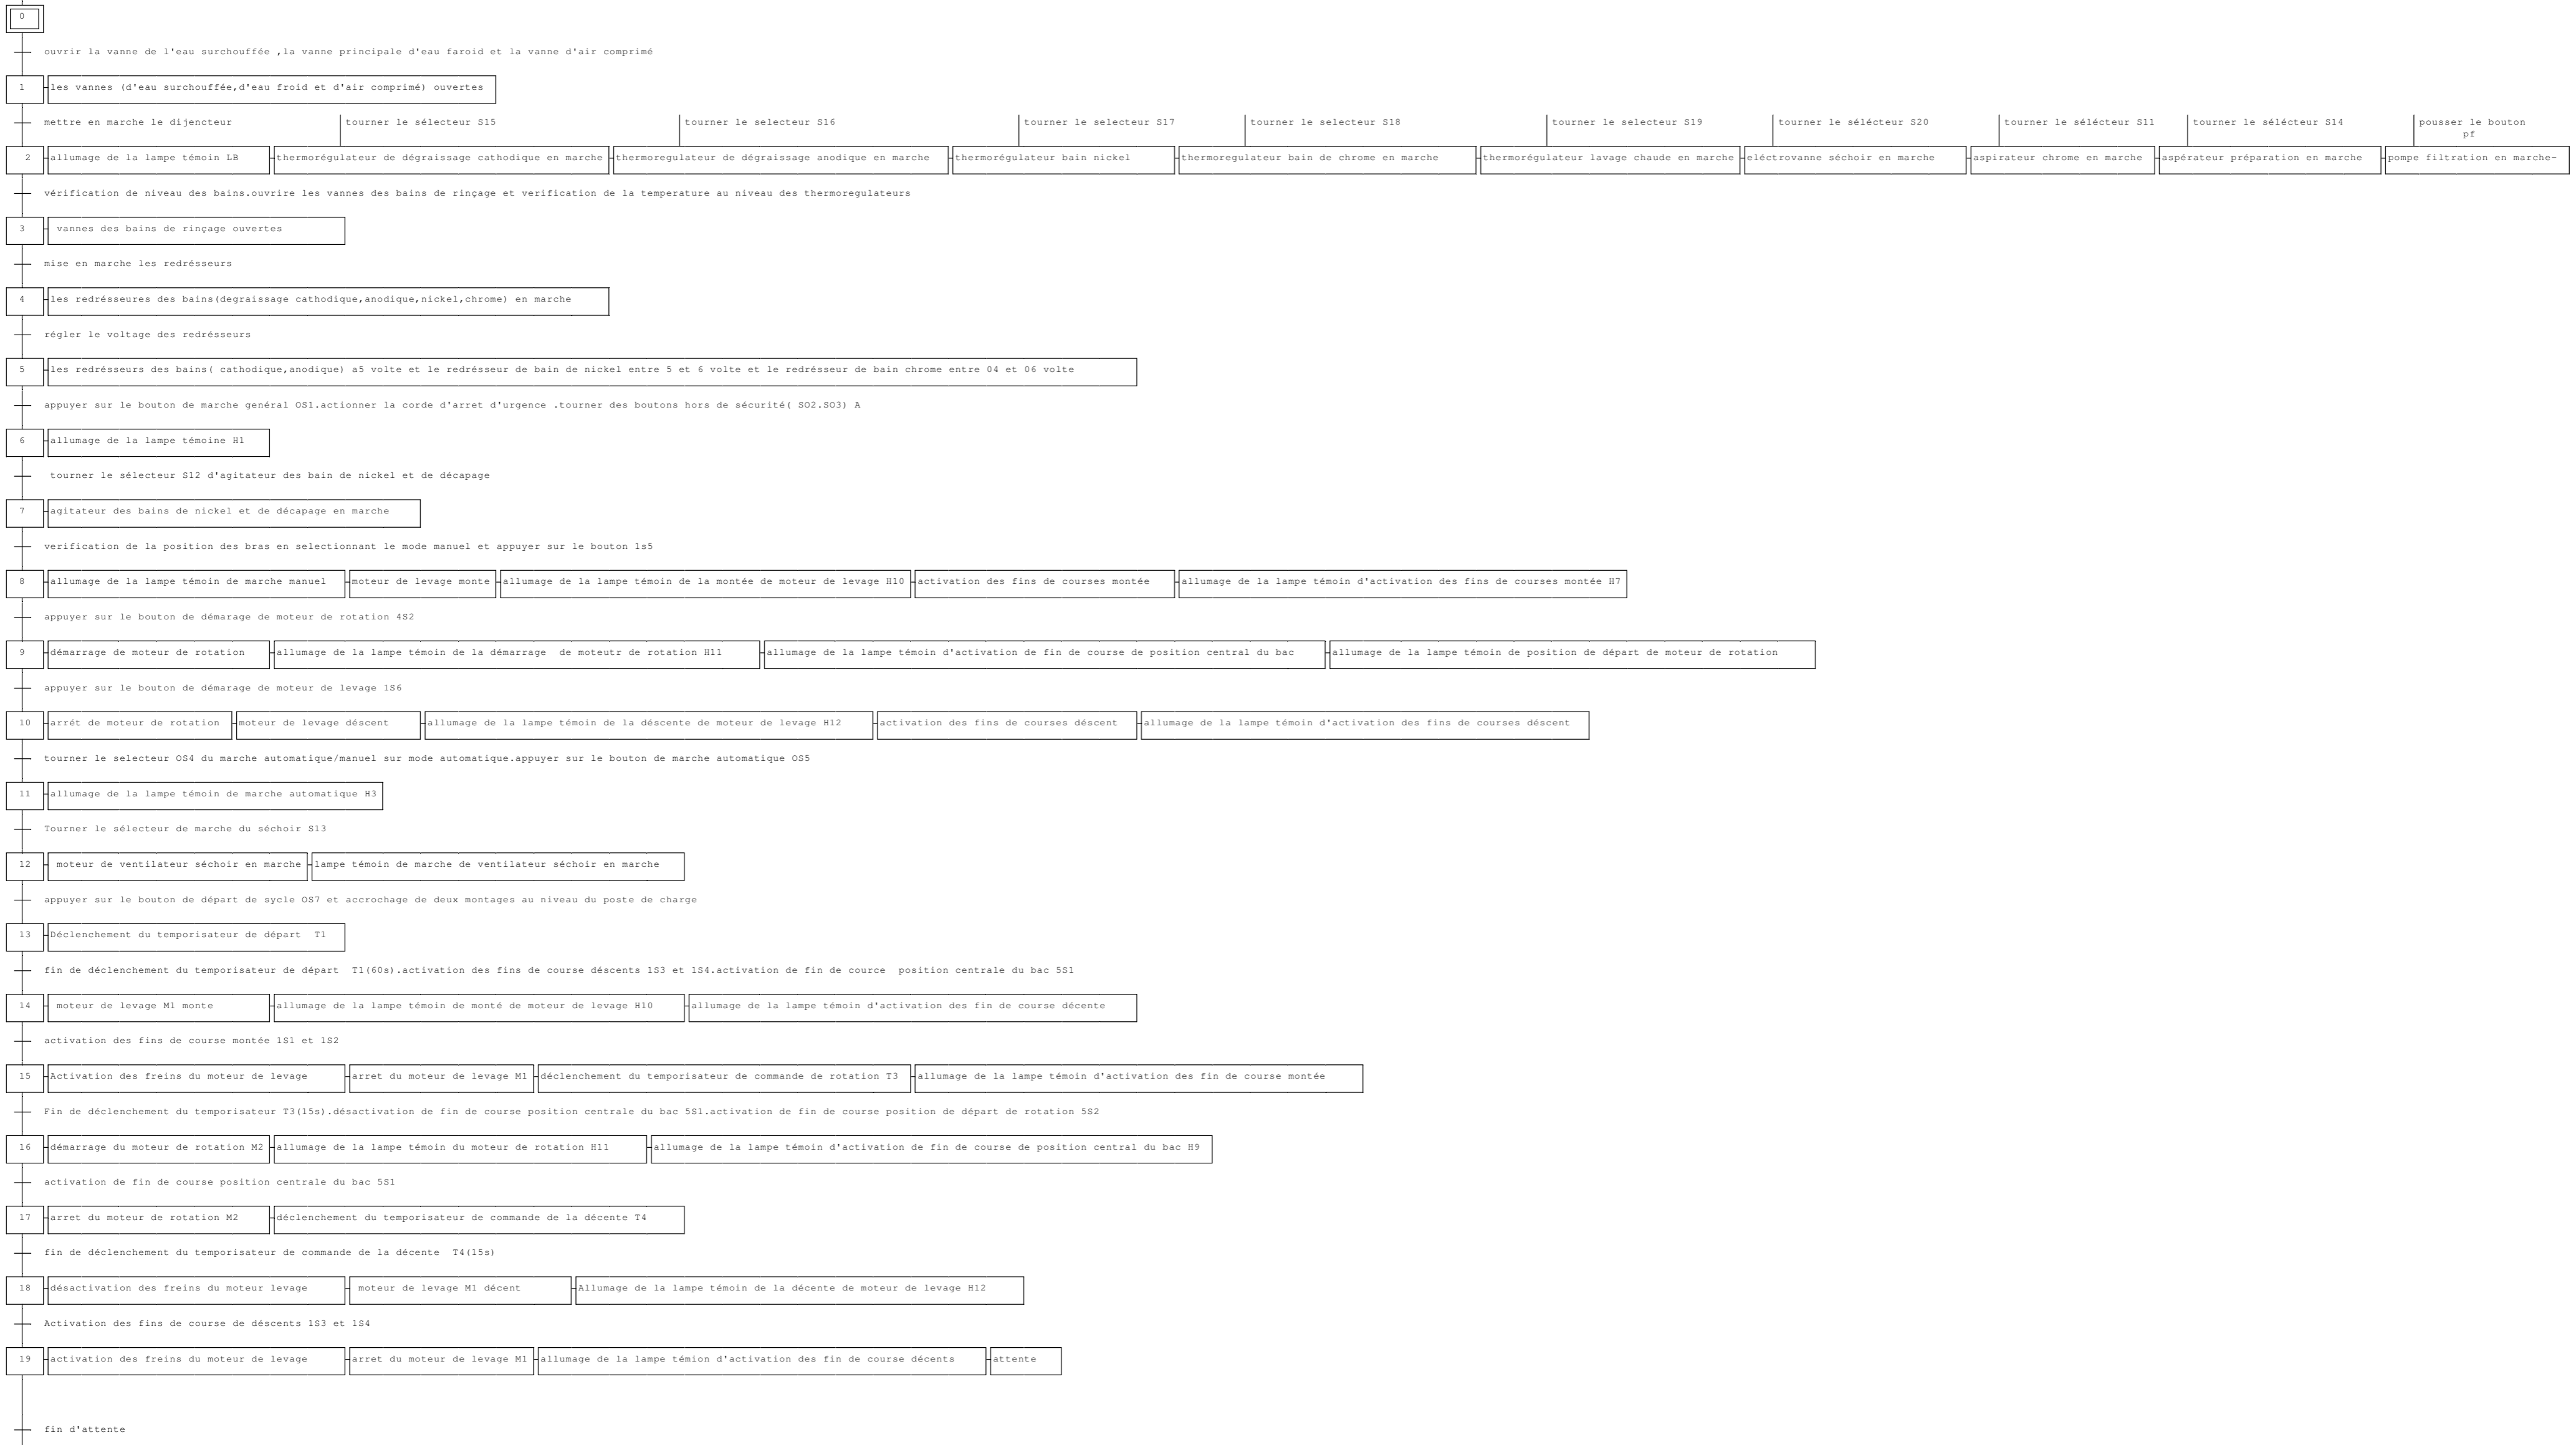 0
ouvrir la vanne de l'eau surchouffée ,la vanne principale d'eau faroid et la vanne d'air comprimé
1 les vannes (d'eau surchouffée,d'eau froid et d'air comprimé) ouvertes
mettre en marche le dijencteur tourner le sélecteur S15 tourner le selecteur S16 tourner le selecteur S17 tourner le selecteur S18 tourner le selecteur S19 tourner le sélécteur S20 tourner le sélécteur S11 tourner le sélécteur S14 pousser le bouton
pf
2 allumage de la lampe témoin LB thermorégulateur de dégraissage cathodique en marche thermoregulateur de dégraissage anodique en marche thermorégulateur bain nickel thermoregulateur bain de chrome en marche thermorégulateur lavage chaude en marche eléctrovanne séchoir en marche aspirateur chrome en marche aspérateur préparation en marche pompe filtration en marche-
vérification de niveau des bains.ouvrire les vannes des bains de rinçage et verification de la temperature au niveau des thermoregulateurs
3 vannes des bains de rinçage ouvertes
mise en marche les redrésseurs
4 les redrésseures des bains(degraissage cathodique,anodique,nickel,chrome) en marche
régler le voltage des redrésseurs
5 les redrésseurs des bains( cathodique,anodique) a5 volte et le redrésseur de bain de nickel entre 5 et 6 volte et le redrésseur de bain chrome entre 04 et 06 volte
appuyer sur le bouton de marche genéral OS1.actionner la corde d'arret d'urgence .tourner des boutons hors de sécurité( SO2.SO3) A
6 allumage de la lampe témoine H1
tourner le sélecteur S12 d'agitateur des bain de nickel et de décapage
7 agitateur des bains de nickel et de décapage en marche
verification de la position des bras en selectionnant le mode manuel et appuyer sur le bouton 1s5
8 allumage de la lampe témoin de marche manuel moteur de levage monte allumage de la lampe témoin de la montée de moteur de levage H10 activation des fins de courses montée allumage de la lampe témoin d'activation des fins de courses montée H7
appuyer sur le bouton de démarage de moteur de rotation 4S2
9 démarrage de moteur de rotation allumage de la lampe témoin de la démarrage de moteutr de rotation H11 allumage de la lampe témoin d'activation de fin de course de position central du bac allumage de la lampe témoin de position de départ de moteur de rotation
appuyer sur le bouton de démarage de moteur de levage 1S6
10 arrét de moteur de rotation moteur de levage déscent allumage de la lampe témoin de la déscente de moteur de levage H12 activation des fins de courses déscent allumage de la lampe témoin d'activation des fins de courses déscent
tourner le selecteur OS4 du marche automatique/manuel sur mode automatique.appuyer sur le bouton de marche automatique OS5
11 allumage de la lampe témoin de marche automatique H3
Tourner le sélecteur de marche du séchoir S13
12 moteur de ventilateur séchoir en marche lampe témoin de marche de ventilateur séchoir en marche
appuyer sur le bouton de départ de sycle OS7 et accrochage de deux montages au niveau du poste de charge
13 Déclenchement du temporisateur de départ T1
fin de déclenchement du temporisateur de départ T1(60s).activation des fins de course déscents 1S3 et 1S4.activation de fin de cource position centrale du bac 5S1
14 moteur de levage M1 monte allumage de la lampe témoin de monté de moteur de levage H10 allumage de la lampe témoin d'activation des fin de course décente
activation des fins de course montée 1S1 et 1S2
15 Activation des freins du moteur de levage arret du moteur de levage M1 déclenchement du temporisateur de commande de rotation T3 allumage de la lampe témoin d'activation des fin de course montée
Fin de déclenchement du temporisateur T3(15s).désactivation de fin de course position centrale du bac 5S1.activation de fin de course position de départ de rotation 5S2
16 démarrage du moteur de rotation M2 allumage de la lampe témoin du moteur de rotation H11 allumage de la lampe témoin d'activation de fin de course de position central du bac H9
activation de fin de course position centrale du bac 5S1
17 arret du moteur de rotation M2 déclenchement du temporisateur de commande de la décente T4
fin de déclenchement du temporisateur de commande de la décente T4(15s)
18 désactivation des freins du moteur levage moteur de levage M1 décent Allumage de la lampe témoin de la décente de moteur de levage H12
Activation des fins de course de déscents 1S3 et 1S4
19 activation des freins du moteur de levage arret du moteur de levage M1 allumage de la lampe témion d'activation des fin de course décents attente
fin d'attente